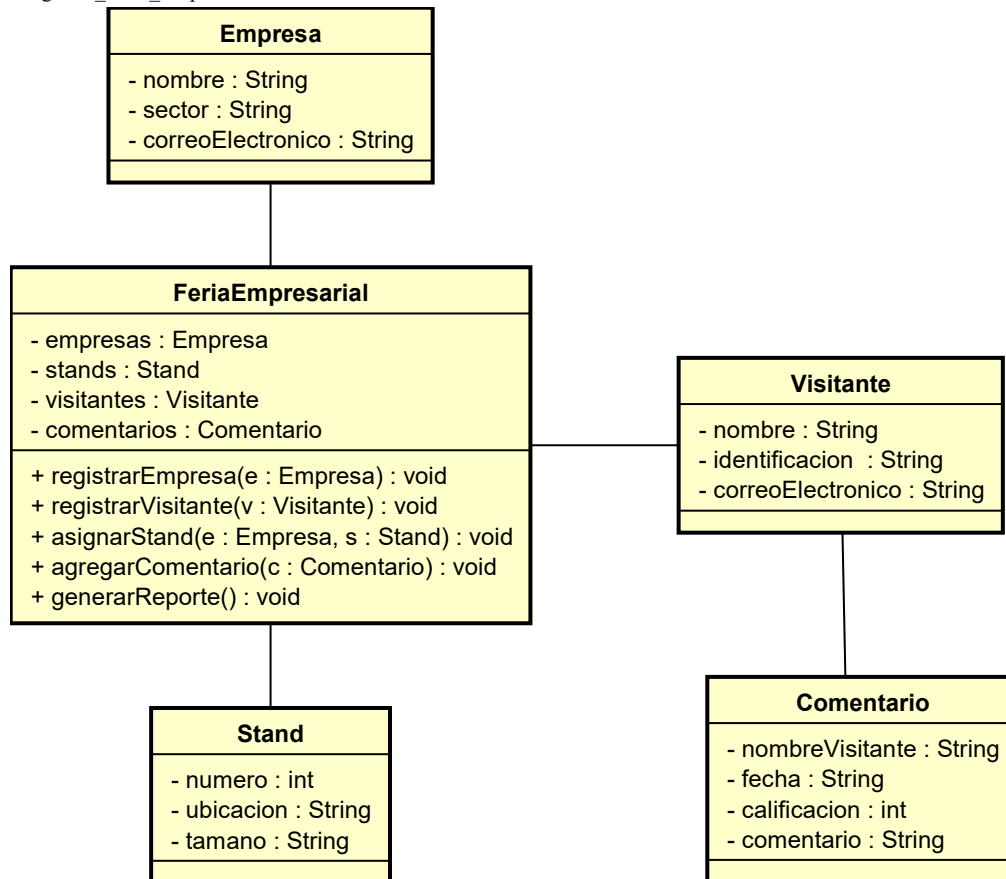 Empresa
- nombre : String
- sector : String
- correoElectronico : String
FeriaEmpresarial
- empresas : Empresa
- stands : Stand
- visitantes : Visitante
- comentarios : Comentario
+ registrarEmpresa(e : Empresa) : void
+ registrarVisitante(v : Visitante) : void
+ asignarStand(e : Empresa, s : Stand) : void
+ agregarComentario(c : Comentario) : void
+ generarReporte() : void
Visitante
- nombre : String
- identificacion : String
- correoElectronico : String
Stand
- numero : int
- ubicacion : String
- tamano : String
Comentario
- nombreVisitante : String
- fecha : String
- calificacion : int
- comentario : String